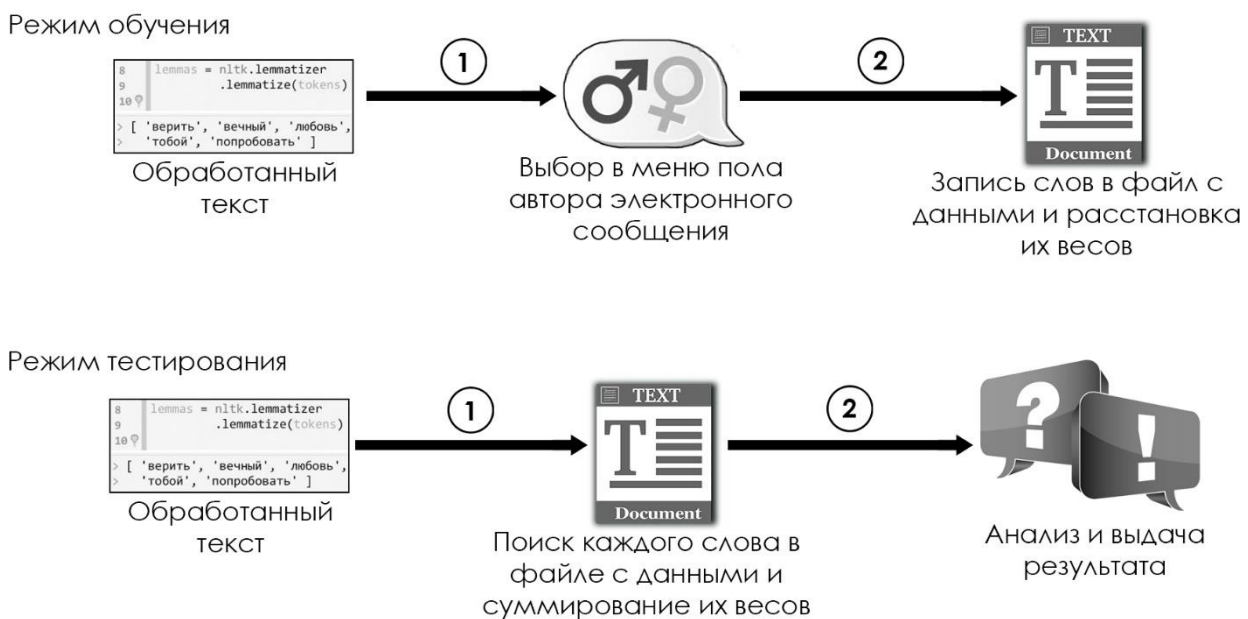 Режим обучения
8 lemmas = nltk.lemmatizer
9 .lemmatize(tokens)
10
> [ 'верить', 'вечный', 'любовь',
> 'тобой', 'попробовать' ]
Обработанный
текст
1
Выбор в меню пола
автора электронного
сообщения
2
TEXT
T
Document
Запись слов в файл с
данными и расстановка
их весов
Режим тестирования
8 lemmas = nltk.lemmatizer
9 .lemmatize(tokens)
10
> [ 'верить', 'вечный', 'любовь',
> 'тобой', 'попробовать' ]
Обработанный
текст
1
TEXT
T
Document
Поиск каждого слова в
файле с данными и
суммирование их весов
2
?
!
Анализ и выдача
результата